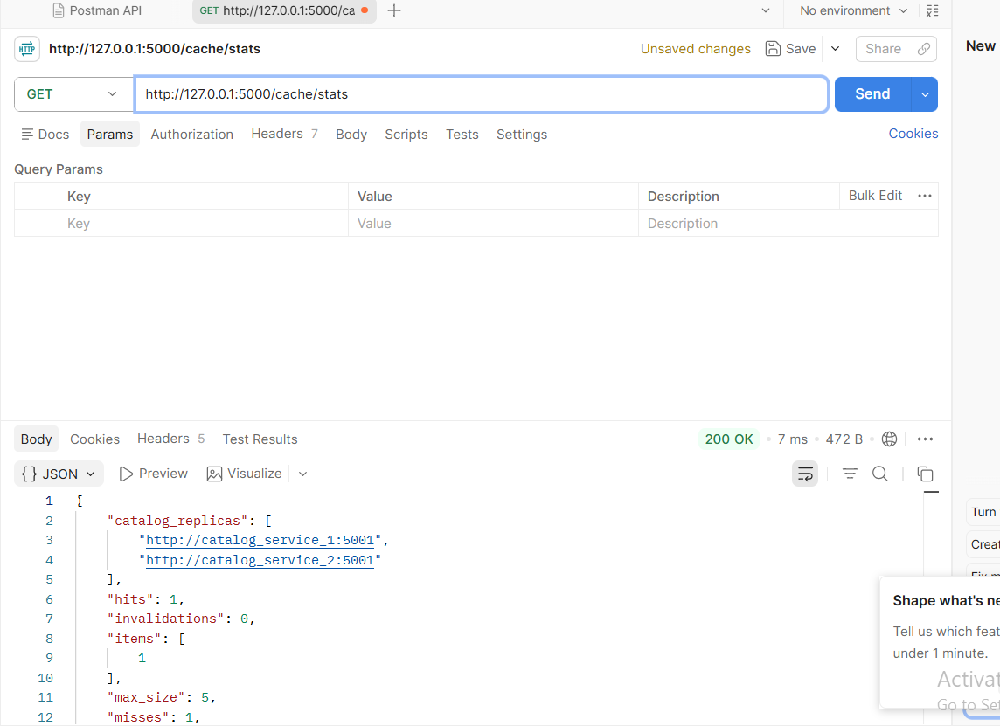 Postman API GET http://127.0.0.1:5000/ca No environment
HTTP http://127.0.0.1:5000/cache/stats Unsaved changes Save Share New
GET http://127.0.0.1:5000/cache/stats Send
Docs Params Authorization Headers 7 Body Scripts Tests Settings Cookies
Query Params
Key Value Description Bulk Edit
Key Value Description
Body Cookies Headers 5 Test Results 200 OK 7 ms 472 B
{} JSON Preview Visualize
1 {
2 "catalog_replicas": [
3 "http://catalog_service_1:5001",
4 "http://catalog_service_2:5001"
5 ],
6 "hits": 1,
7 "invalidations": 0,
8 "items": [
9 1
10 ],
11 "max_size": 5,
12 "misses": 1,
Turn
Creat
Shape what's ne
Tell us which feat
under 1 minute.
Activat
Go to Set